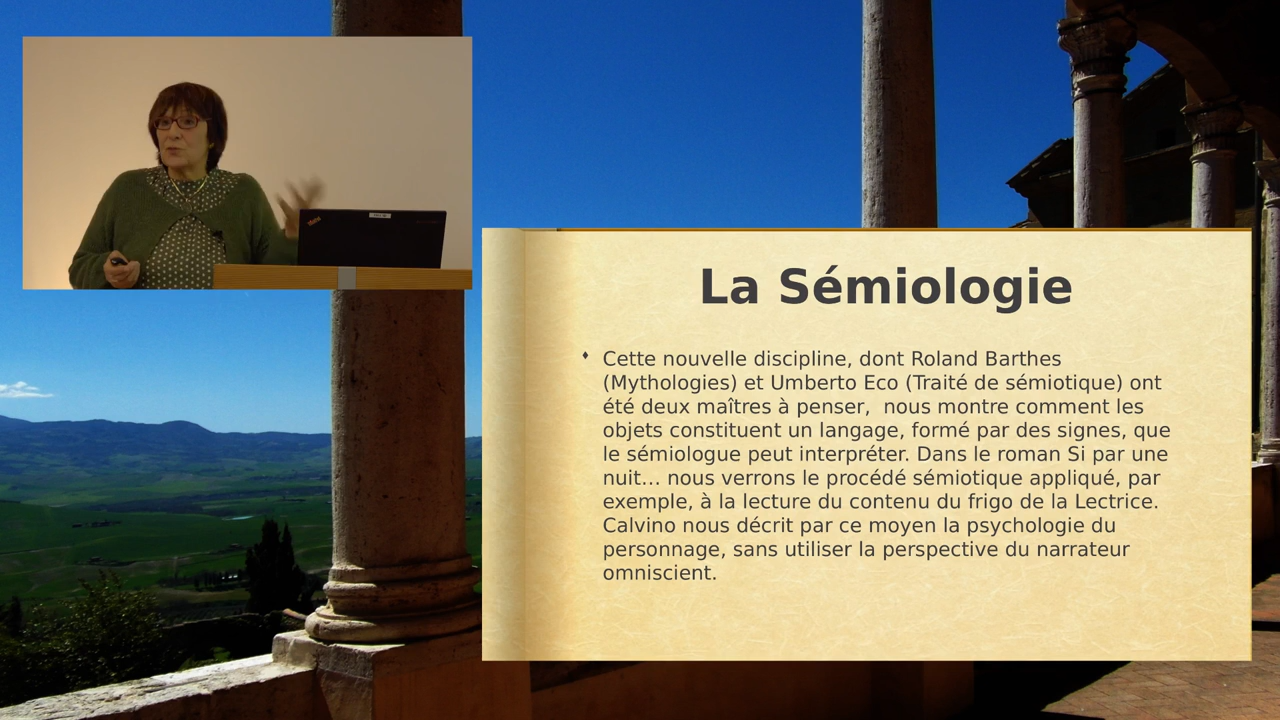 La Sémiologie
Cette nouvelle discipline, dont Roland Barthes
(Mythologies) et Umberto Eco (Traité de sémiotique) ont
été deux maîtres à penser,  nous montre comment les
objets constituent un langage, formé par des signes, que
le sémiologue peut interpréter. Dans le roman Si par une
nuit... nous verrons le procédé sémiotique appliqué, par
exemple, à la lecture du contenu du frigo de la Lectrice.
Calvino nous décrit par ce moyen la psychologie du
personnage, sans utiliser la perspective du narrateur
omniscient.